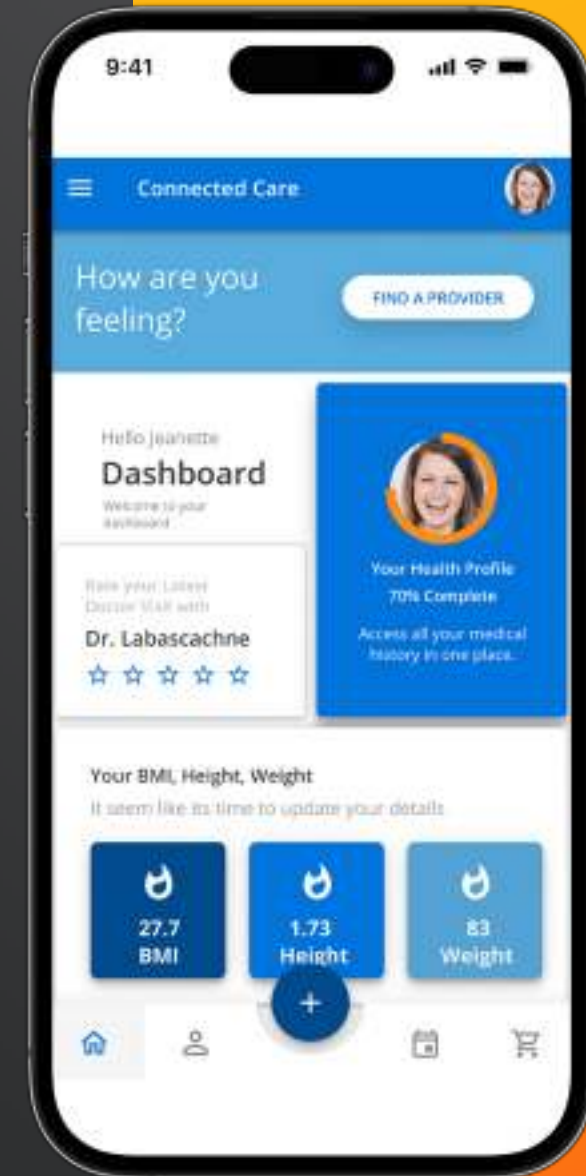 9:41
Connected Care
How are you
feeling?
FIND A PROVIDER
Hello Jeanette
Dashboard
Welcome to your
dashboard
Rate your Latest
Doctor Visit with
Dr. Labascachne
Your Health Profile
70% Complete
Access all your medical
history in one place.
Your BMI, Height, Weight
It seem like its time to update your details
27.7
BMI
1.73
Height
83
Weight